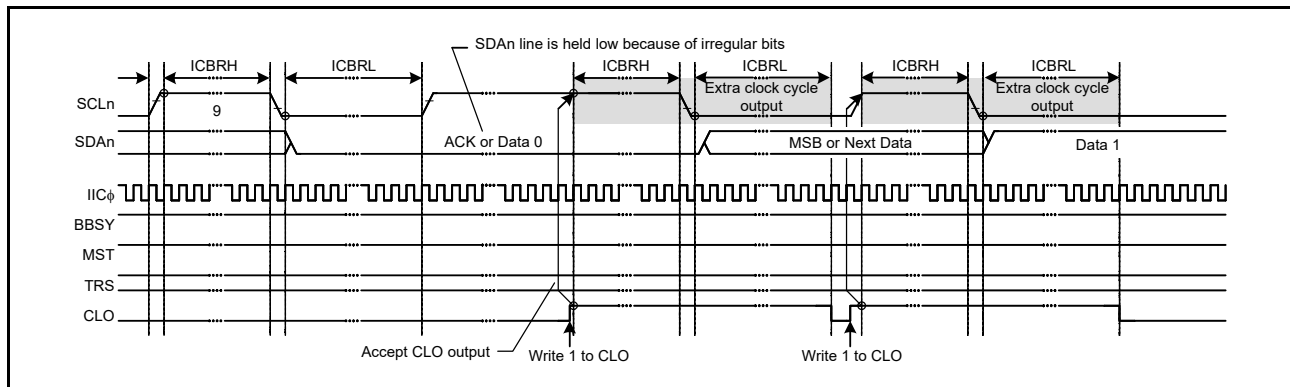 SDAn line is held low because of irregular bits
ICBRH
ICBRL
ICBRH
ICBRL
ICBRH
ICBRL
SCLn
9
Extra clock cycle output
Extra clock cycle output
SDAn
ACK or Data 0
MSB or Next Data
Data 1
IICϕ
BBSY
MST
TRS
CLO
Accept CLO output
Write 1 to CLO
Write 1 to CLO